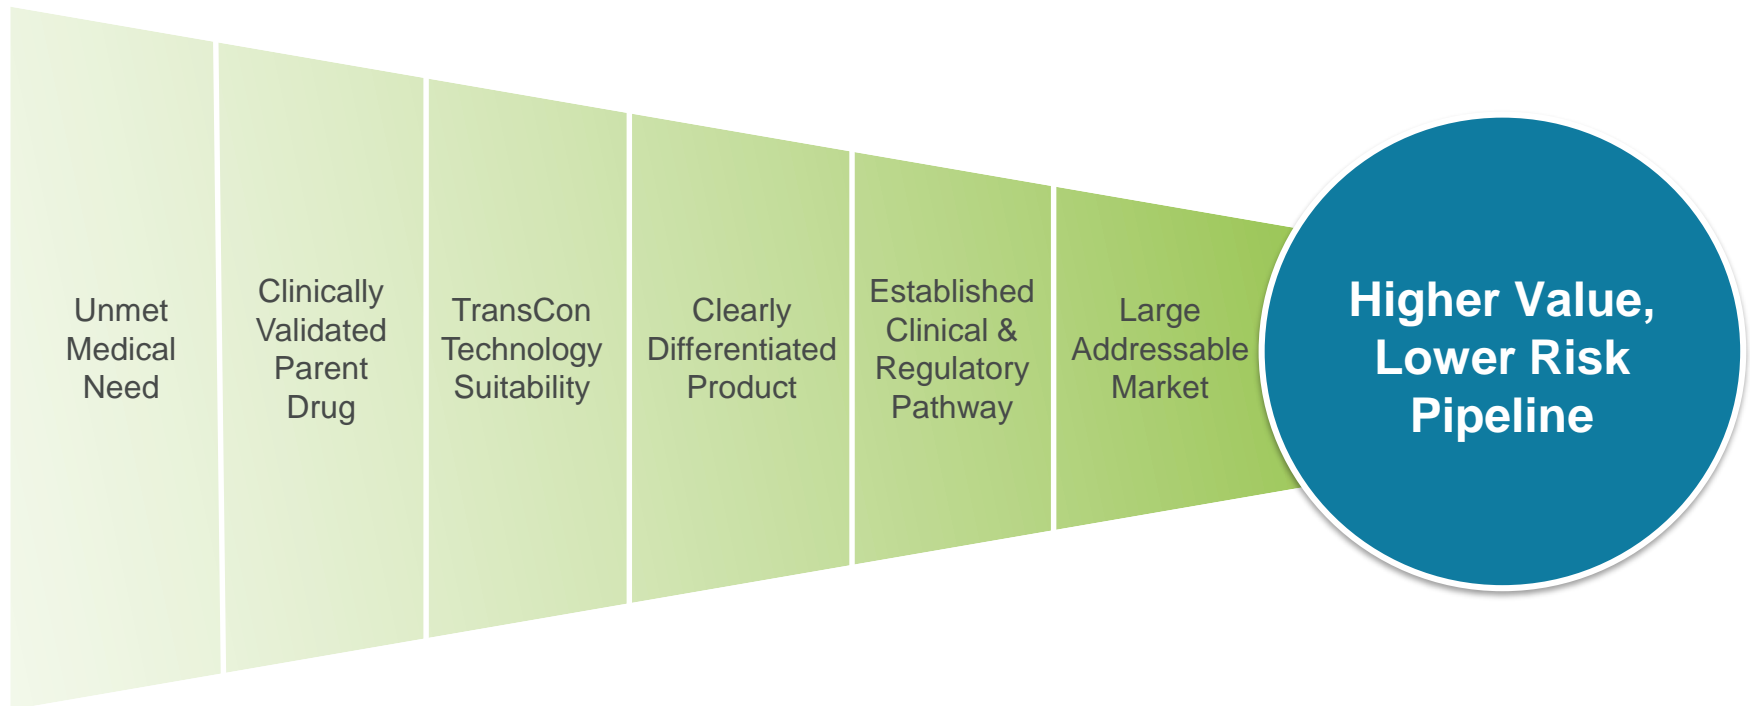 Unmet
Medical
Need
Clinically
Validated
Parent
Drug
TransCon
Technology
Suitability
Clearly
Differentiated
Product
Established
Clinical &
Regulatory
Pathway
Large
Addressable
Market
Higher Value,
Lower Risk
Pipeline